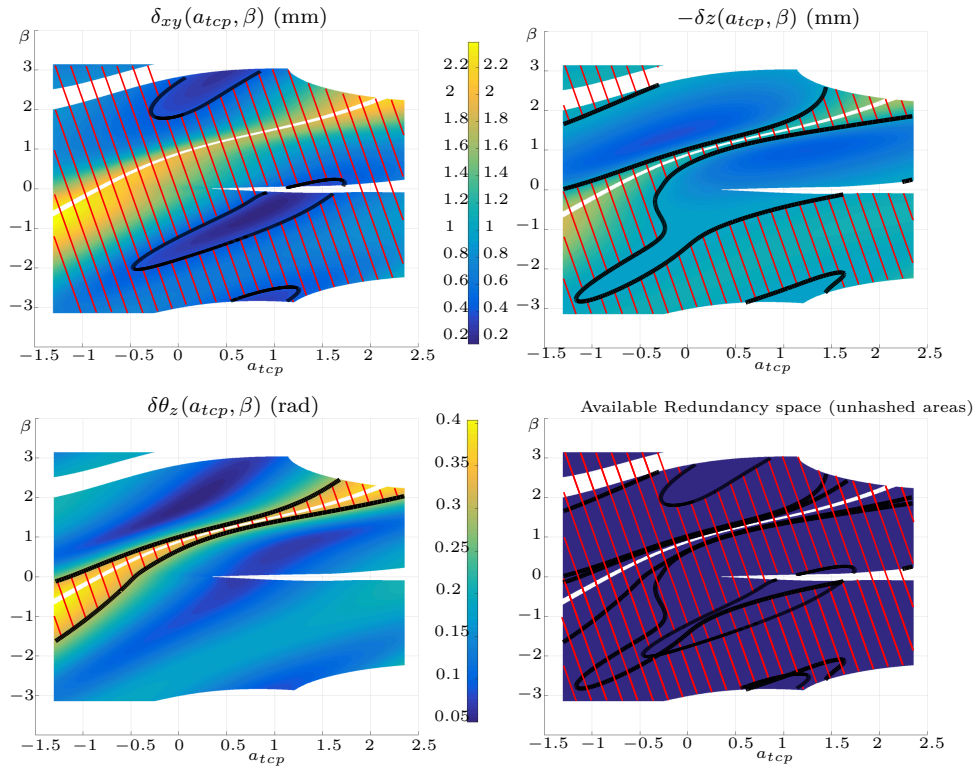 δxy(atcp, β) (mm)
β
3
2
1
0
−1
−2
−3
−1.5 −1 −0.5 0 0.5 1 1.5 2 2.5
atcp
2.2 2.2
2 2
1.8 1.8
1.6 1.6
1.4 1.4
1.2 1.2
1 1
0.8 0.8
0.6 0.6
0.4 0.4
0.2 0.2
−δz(atcp, β) (mm)
β
3
2
1
0
−1
−2
−3
−1.5 −1 −0.5 0 0.5 1 1.5 2 2.5
atcp
δθz(atcp, β) (rad)
β
3
2
1
0
−1
−2
−3
−1.5 −1 −0.5 0 0.5 1 1.5 2 2.5
atcp
0.4
0.35
0.3
0.25
0.2
0.15
0.1
0.05
Available Redundancy space (unhashed areas)
β
3
2
1
0
−1
−2
−3
−1.5 −1 −0.5 0 0.5 1 1.5 2 2.5
atcp